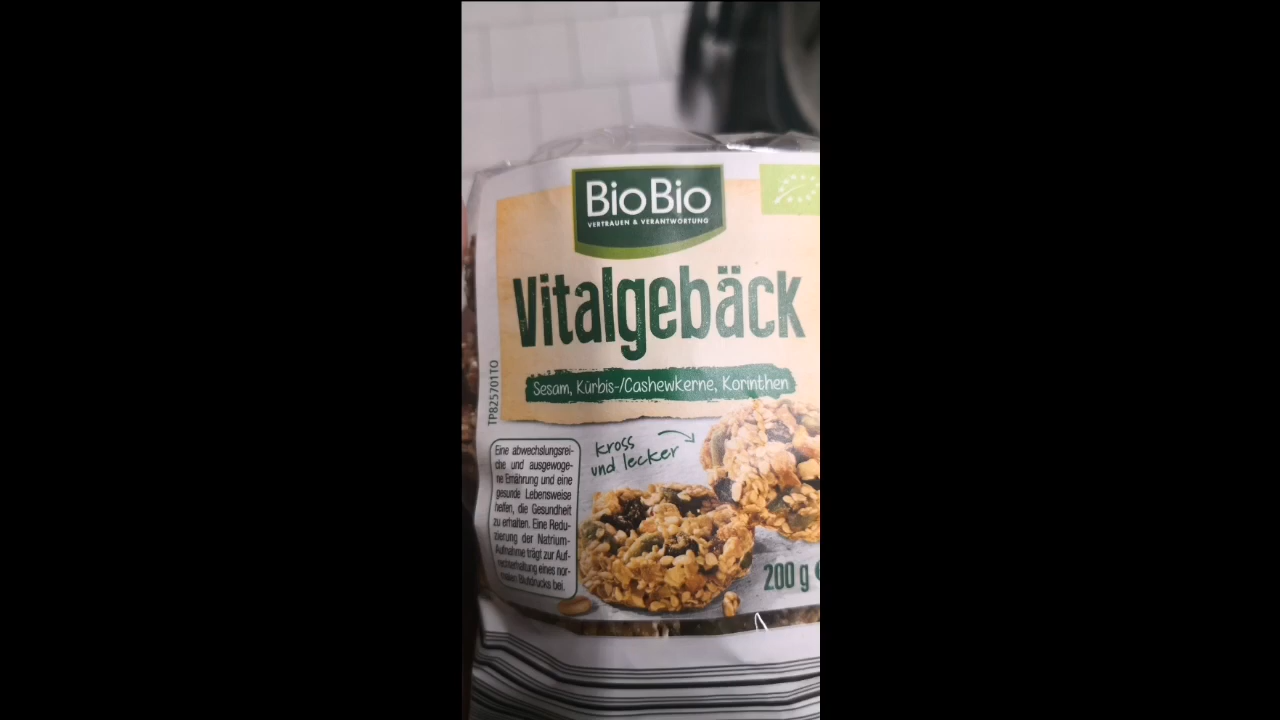 BioBio
VERTRAUEN & VERANTWORTUNG
Vitalgebäck
Sesam, Kürbis-/Cashewkerne, Korinthen
TP825701TO
kross
und lecker
Eine abwechslungsrei-
che und ausgewoge-
ne Ernährung und eine
gesunde Lebensweise
helfen, die Gesundheit
zu erhalten. Eine Redu-
zierung der Natrium-
Aufnahme trägt zur Auf-
rechterhaltung eines nor-
malen Blutdrucks bei.
200 g